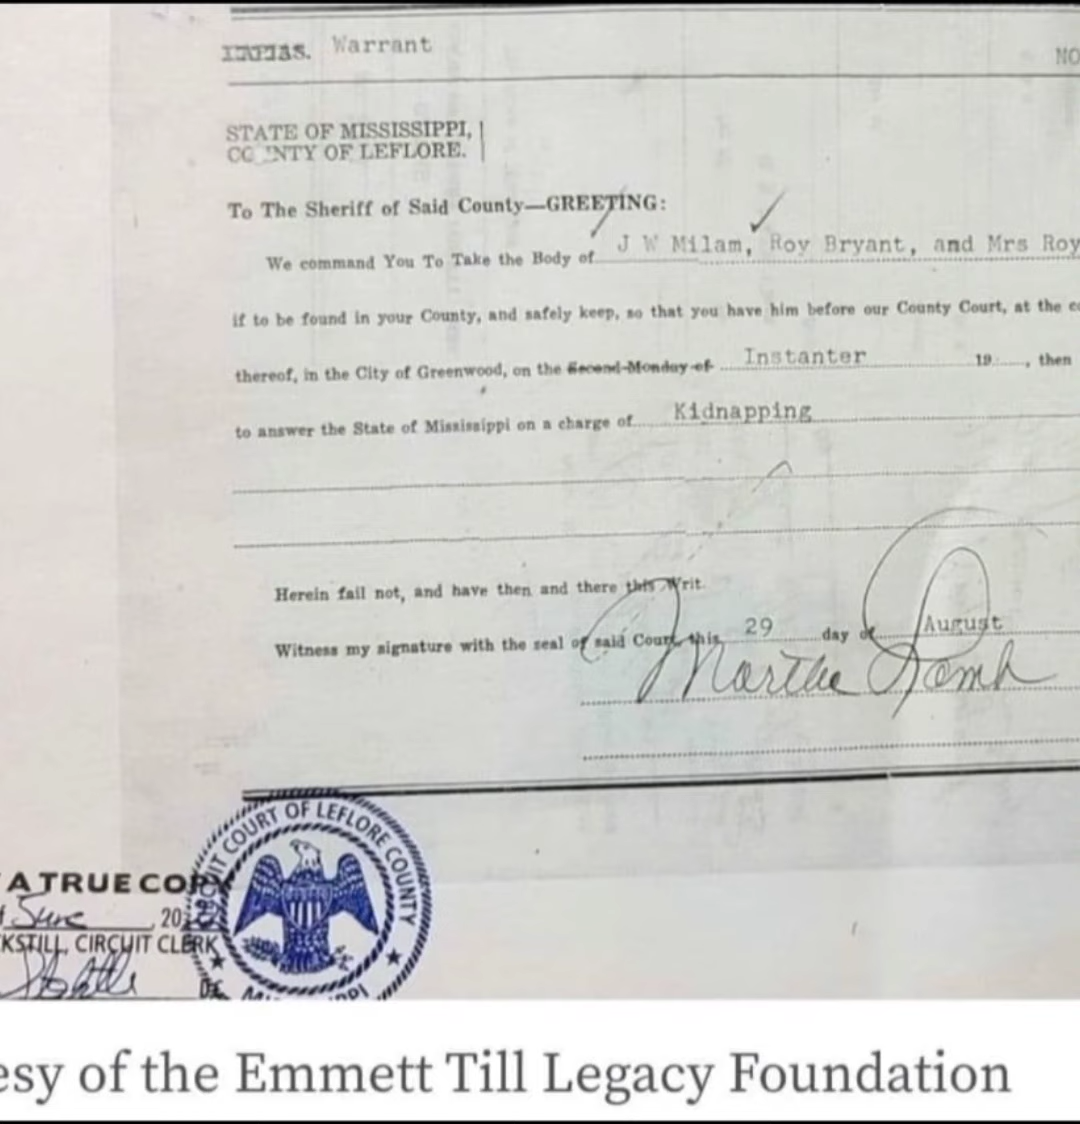 Warrant
NO
STATE OF MISSISSIPPI,
COUNTY OF LEFLORE.
To The Sheriff of Said County—GREETING:
We command You To Take the Body of J W Milam, Roy Bryant, and Mrs Roy
if to be found in your County, and safely keep, so that you have him before our County Court, at the
thereof, in the City of Greenwood, on the Second Monday of Instanter 19 , then
to answer the State of Mississippi on a charge of Kidnapping
Herein fail not, and have then and there this Writ.
Witness my signature with the seal of said Court, this 29 day of August
COURT OF LEFLORE COUNTY
A TRUE COPY
June , 20
KSTILL, CIRCUIT CLERK
esy of the Emmett Till Legacy Foundation